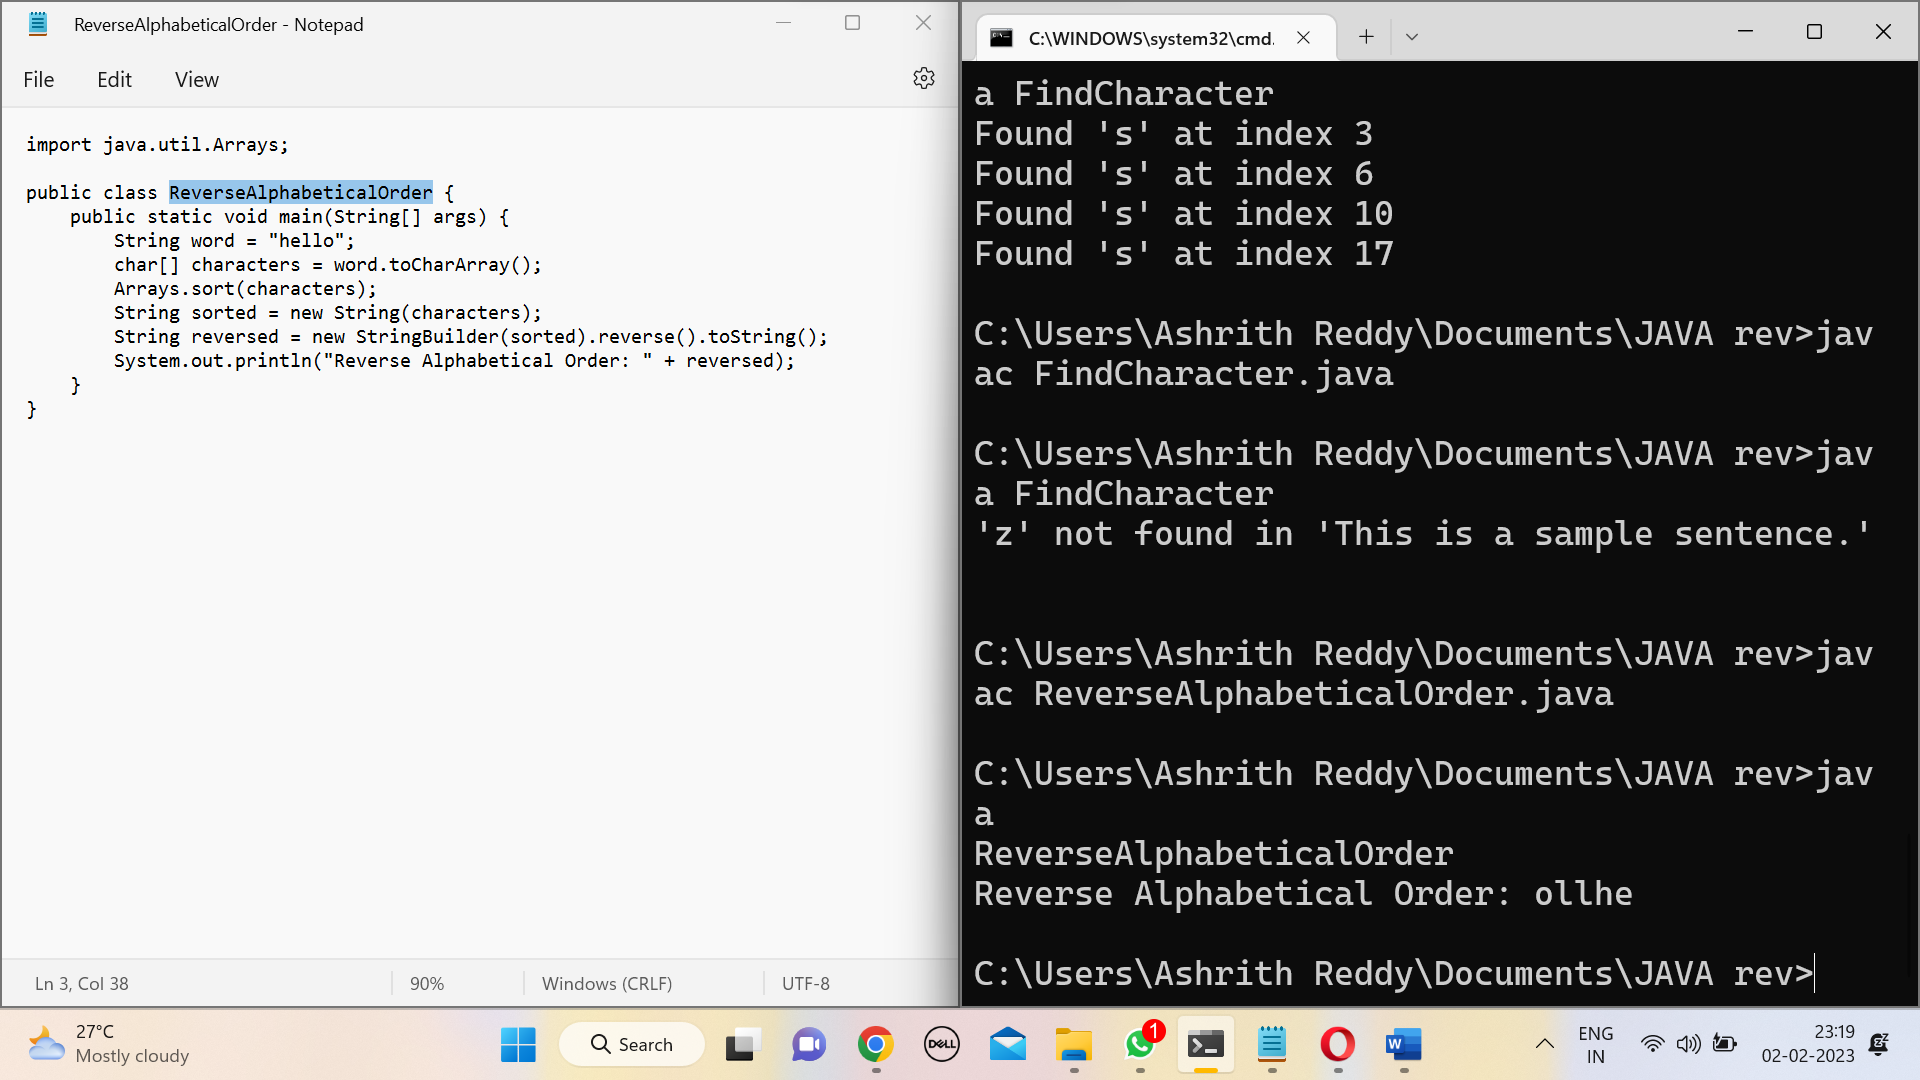 ReverseAlphabeticalOrder - Notepad
File Edit View
import java.util.Arrays;
public class ReverseAlphabeticalOrder {
public static void main(String[] args) {
String word = "hello";
char[] characters = word.toCharArray();
Arrays.sort(characters);
String sorted = new String(characters);
String reversed = new StringBuilder(sorted).reverse().toString();
System.out.println("Reverse Alphabetical Order: " + reversed);
}
}
Ln 3, Col 38 90% Windows (CRLF) UTF-8
C:\WINDOWS\system32\cmd.
a FindCharacter
Found 's' at index 3
Found 's' at index 6
Found 's' at index 10
Found 's' at index 17
C:\Users\Ashrith Reddy\Documents\JAVA rev>jav
ac FindCharacter.java
C:\Users\Ashrith Reddy\Documents\JAVA rev>jav
a FindCharacter
'z' not found in 'This is a sample sentence.'
C:\Users\Ashrith Reddy\Documents\JAVA rev>jav
ac ReverseAlphabeticalOrder.java
C:\Users\Ashrith Reddy\Documents\JAVA rev>jav
a
ReverseAlphabeticalOrder
Reverse Alphabetical Order: ollhe
C:\Users\Ashrith Reddy\Documents\JAVA rev>
27°C
Mostly cloudy
Search
DELL
1
W
ENG
IN
23:19
02-02-2023